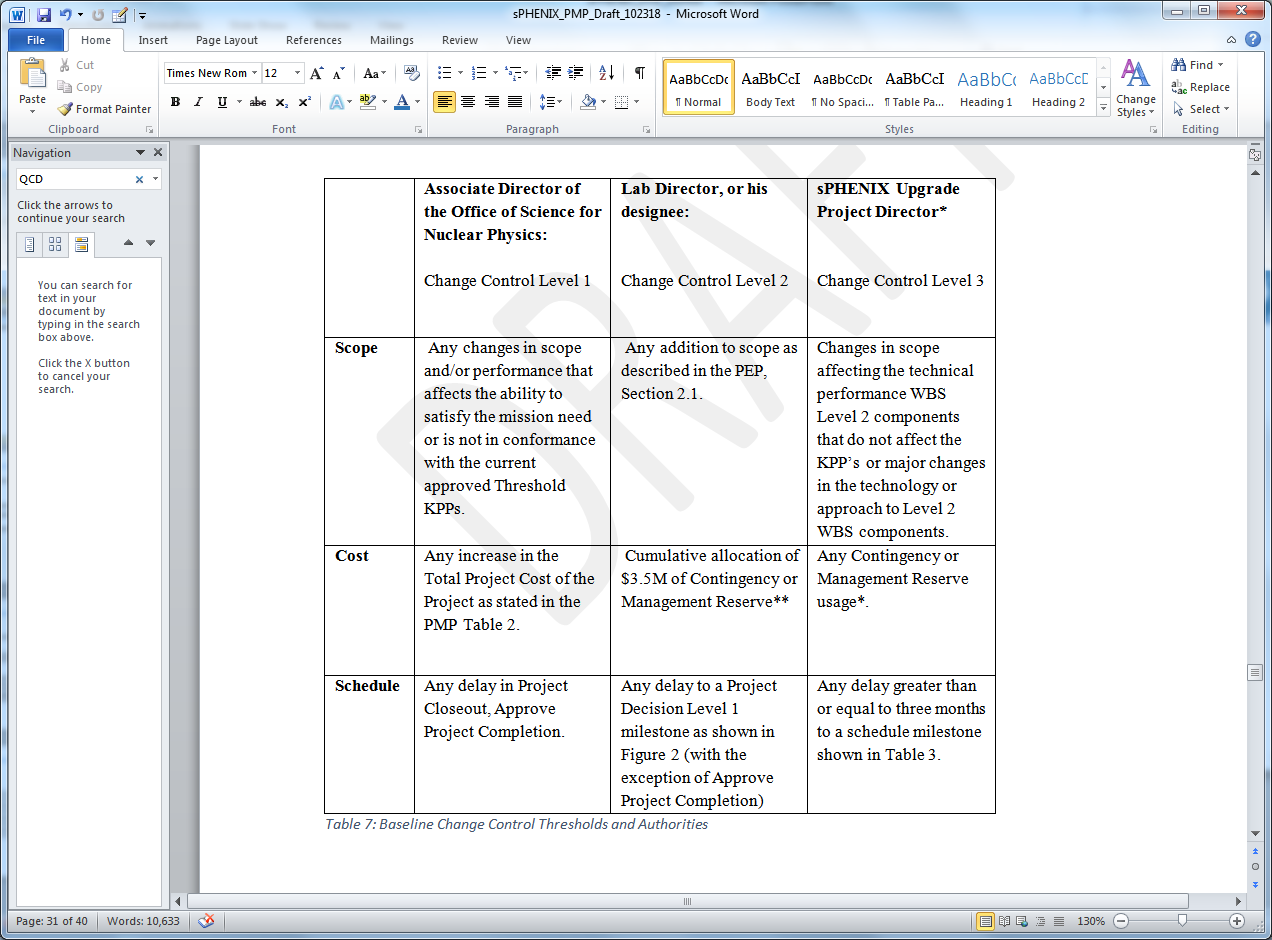 sPHENIX_PMP_Draft_102318 - Microsoft Word
File Home Insert Page Layout References Mailings Review View
Paste
Cut
Copy
Format Painter
Clipboard
Times New Rom 12
Font
Paragraph
AaBbCcDc AaBbCcI AaBbCcDc AaBbCcI AaBbC AaBbCcD
¶ Normal Body Text ¶ No Spaci... ¶ Table Pa... Heading 1 Heading 2
Change
Styles
Styles
Find
Replace
Select
Editing
Navigation
QCD
Click the arrows to
continue your search
You can search for
text in your
document by
typing in the search
box above.
Click the X button
to cancel your
search.
DRAFT
Associate Director of
the Office of Science for
Nuclear Physics:
Change Control Level 1
Lab Director, or his
designee:
Change Control Level 2
sPHENIX Upgrade
Project Director*
Change Control Level 3
Scope
Any changes in scope
and/or performance that
affects the ability to
satisfy the mission need
or is not in conformance
with the current
approved Threshold
KPPs.
Any addition to scope as
described in the PEP,
Section 2.1.
Changes in scope
affecting the technical
performance WBS
Level 2 components
that do not affect the
KPP’s or major changes
in the technology or
approach to Level 2
WBS components.
Cost
Any increase in the
Total Project Cost of the
Project as stated in the
PMP Table 2.
Cumulative allocation of
$3.5M of Contingency or
Management Reserve**
Any Contingency or
Management Reserve
usage*.
Schedule
Any delay in Project
Closeout, Approve
Project Completion.
Any delay to a Project
Decision Level 1
milestone as shown in
Figure 2 (with the
exception of Approve
Project Completion)
Any delay greater than
or equal to three months
to a schedule milestone
shown in Table 3.
Table 7: Baseline Change Control Thresholds and Authorities
Page: 31 of 40 Words: 10,633 130%